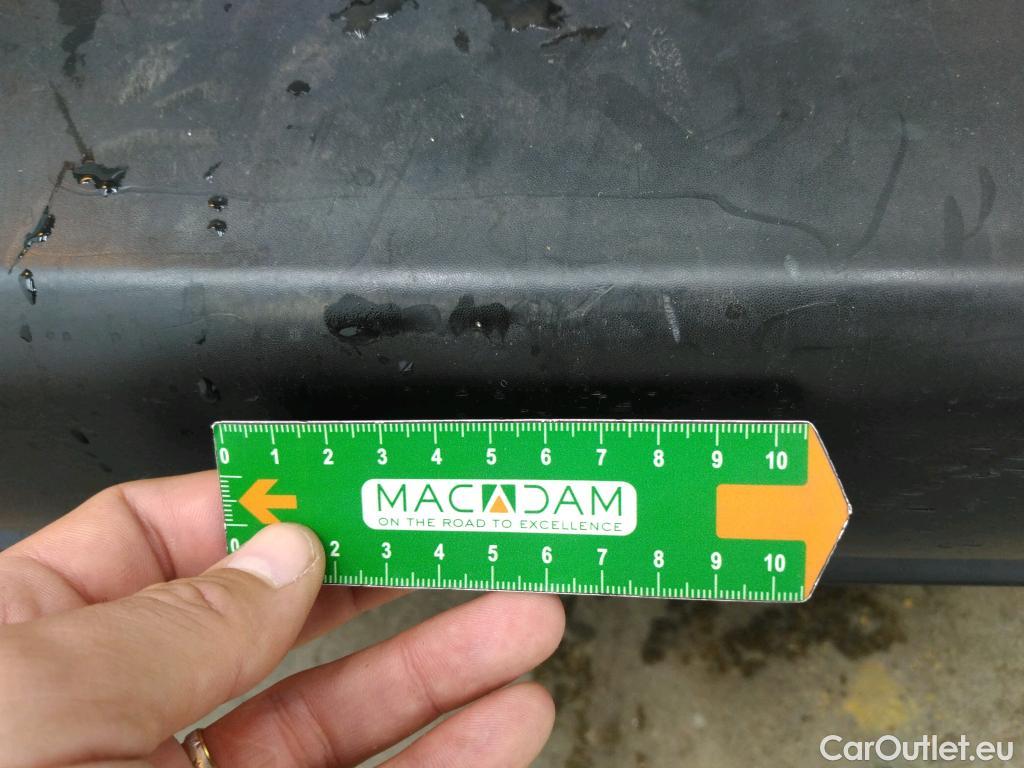 0 1 2 3 4 5 6 7 8 9 10
MACADAM
ON THE ROAD TO EXCELLENCE
0 2 3 4 5 6 7 8 9 10
CarOutlet.eu